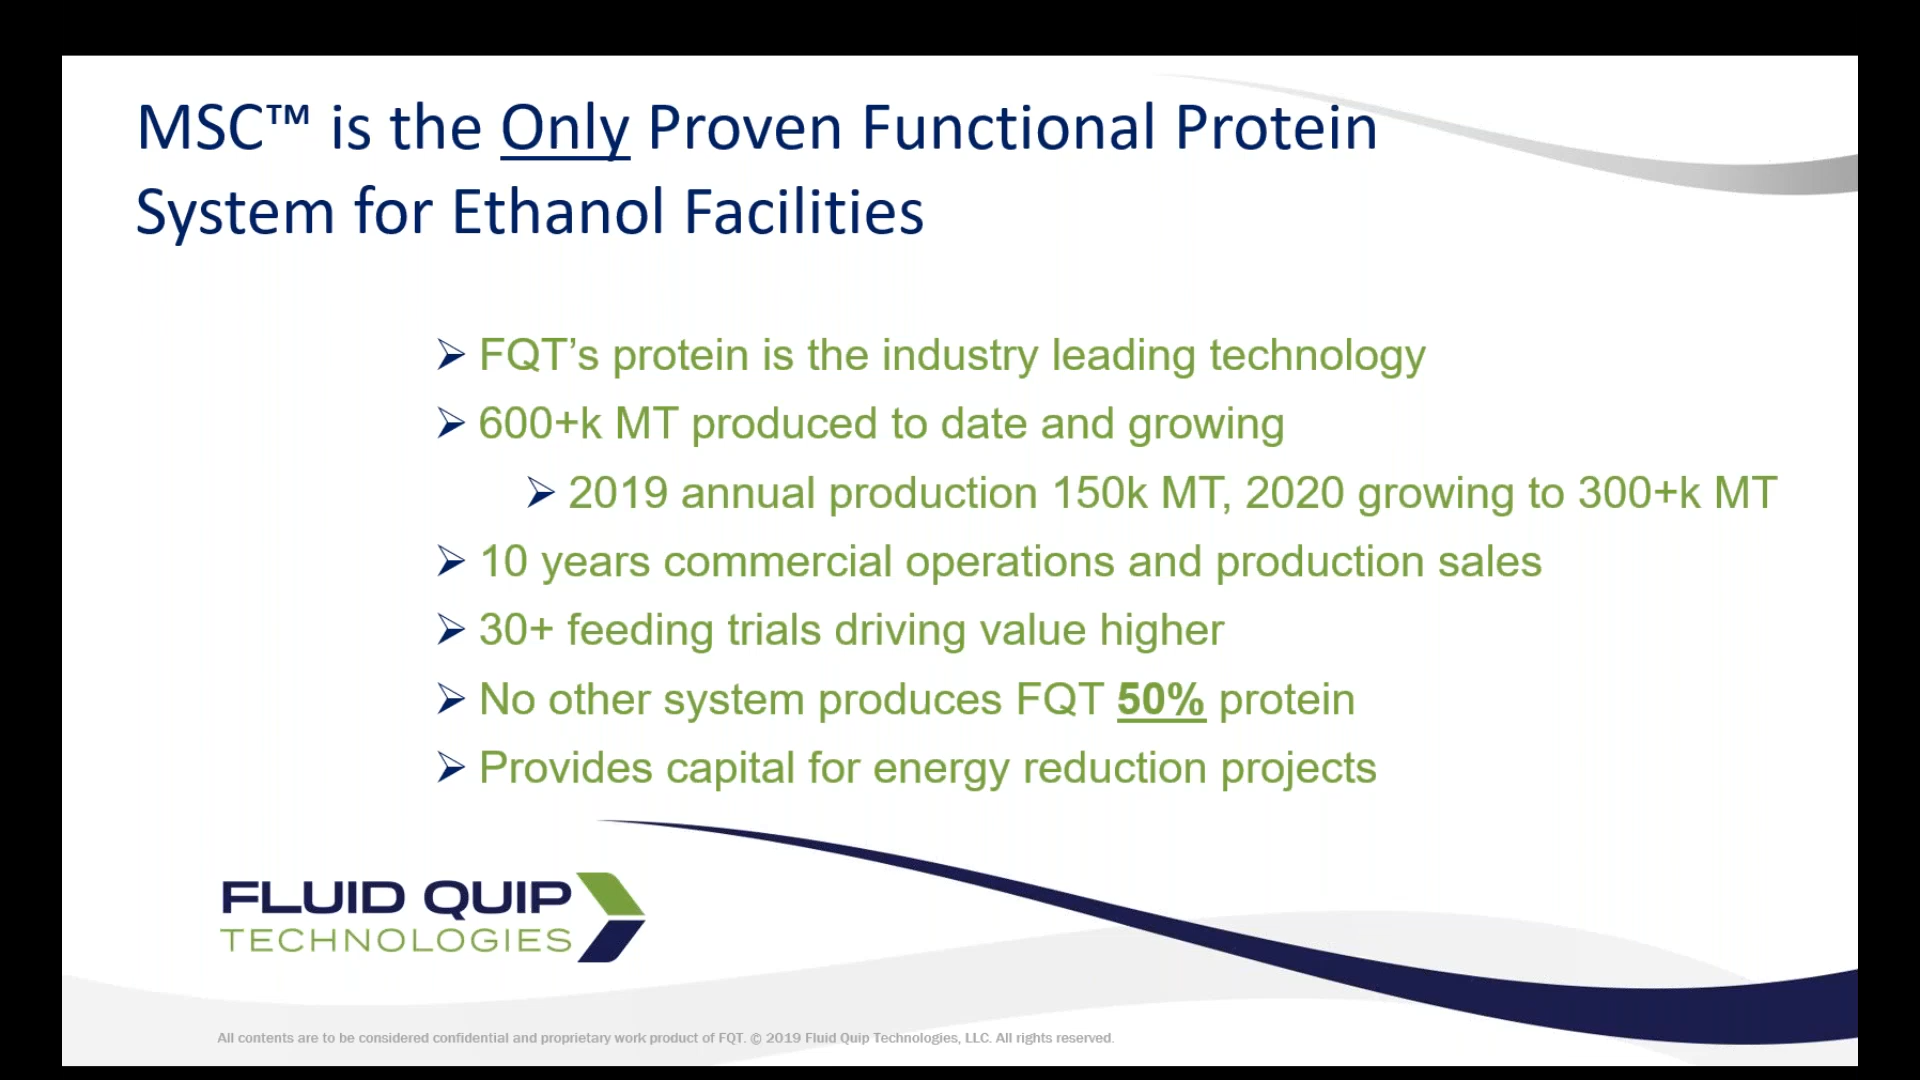 MSC™ is the Only Proven Functional Protein
System for Ethanol Facilities
FQT’s protein is the industry leading technology
600+k MT produced to date and growing
2019 annual production 150k MT, 2020 growing to 300+k MT
10 years commercial operations and production sales
30+ feeding trials driving value higher
No other system produces FQT 50% protein
Provides capital for energy reduction projects
FLUID QUIP
TECHNOLOGIES
All contents are to be considered confidential and proprietary work product of FQT. © 2019 Fluid Quip Technologies, LLC. All rights reserved.